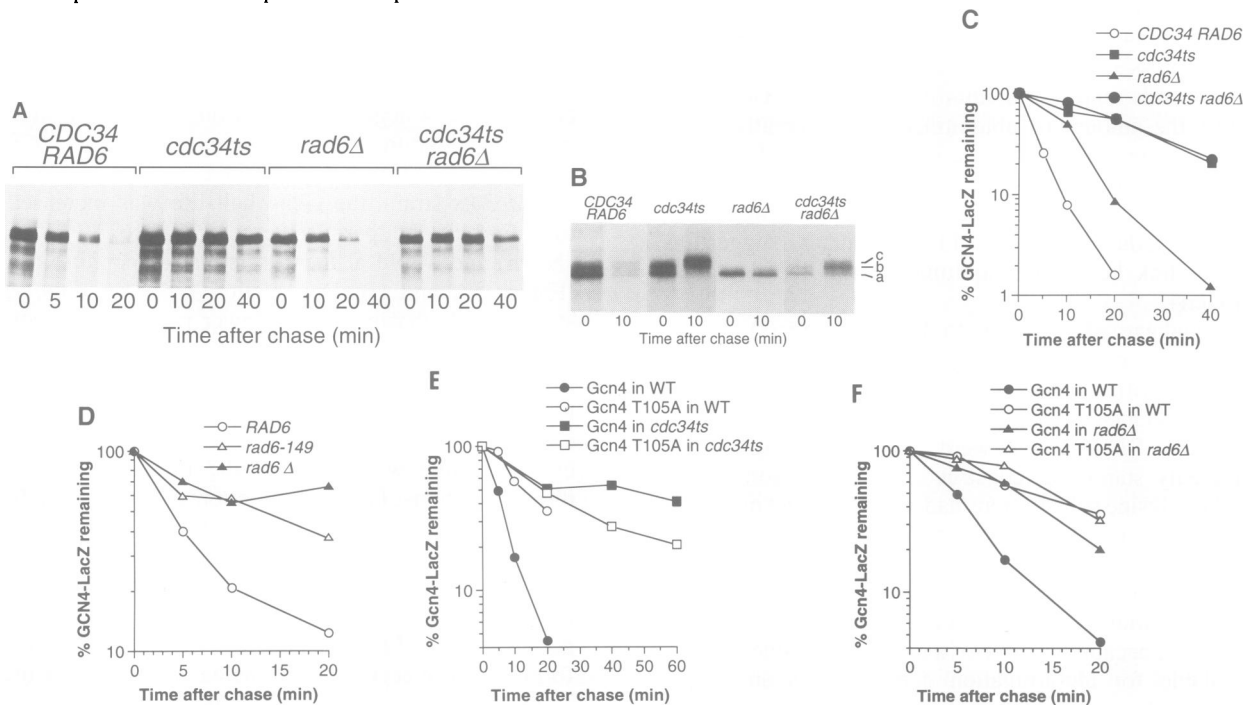 A
CDC34 RAD6
cdc34ts
rad6Δ
cdc34ts rad6Δ
0 5 10 20 0 10 20 40 0 10 20 40 0 10 20 40
Time after chase (min)
B
CDC34 RAD6
cdc34ts
rad6Δ
cdc34ts rad6Δ
c
b
a
0 10 0 10 0 10 0 10
Time after chase (min)
C
CDC34 RAD6
cdc34ts
rad6Δ
cdc34ts rad6Δ
% GCN4-LacZ remaining
100
10
1
0 10 20 30 40
Time after chase (min)
D
RAD6
rad6-149
rad6 Δ
% GCN4-LacZ remaining
100
10
0 5 10 15 20
Time after chase (min)
E
Gcn4 in WT
Gcn4 T105A in WT
Gcn4 in cdc34ts
Gcn4 T105A in cdc34ts
% Gcn4-LacZ remaining
100
10
0 10 20 30 40 50 60
Time after chase (min)
F
Gcn4 in WT
Gcn4 T105A in WT
Gcn4 in rad6Δ
Gcn4 T105A in rad6Δ
% Gcn4-LacZ remaining
100
10
0 5 10 15 20
Time after chase (min)